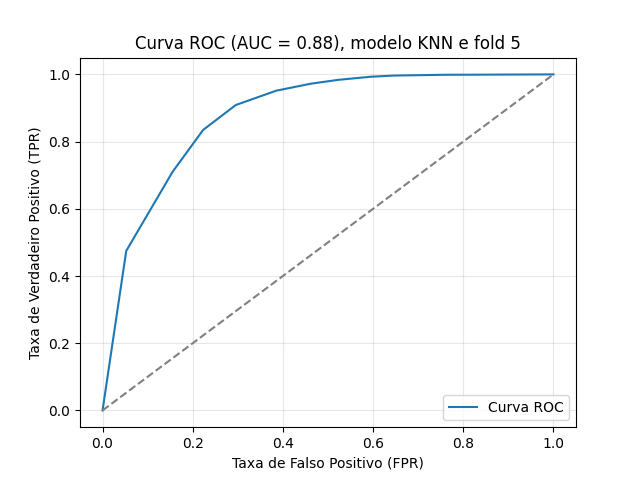 Curva ROC (AUC = 0.88), modelo KNN e fold 5
1.0
0.8
0.6
0.4
0.2
0.0
Taxa de Verdadeiro Positivo (TPR)
Curva ROC
0.0 0.2 0.4 0.6 0.8 1.0
Taxa de Falso Positivo (FPR)